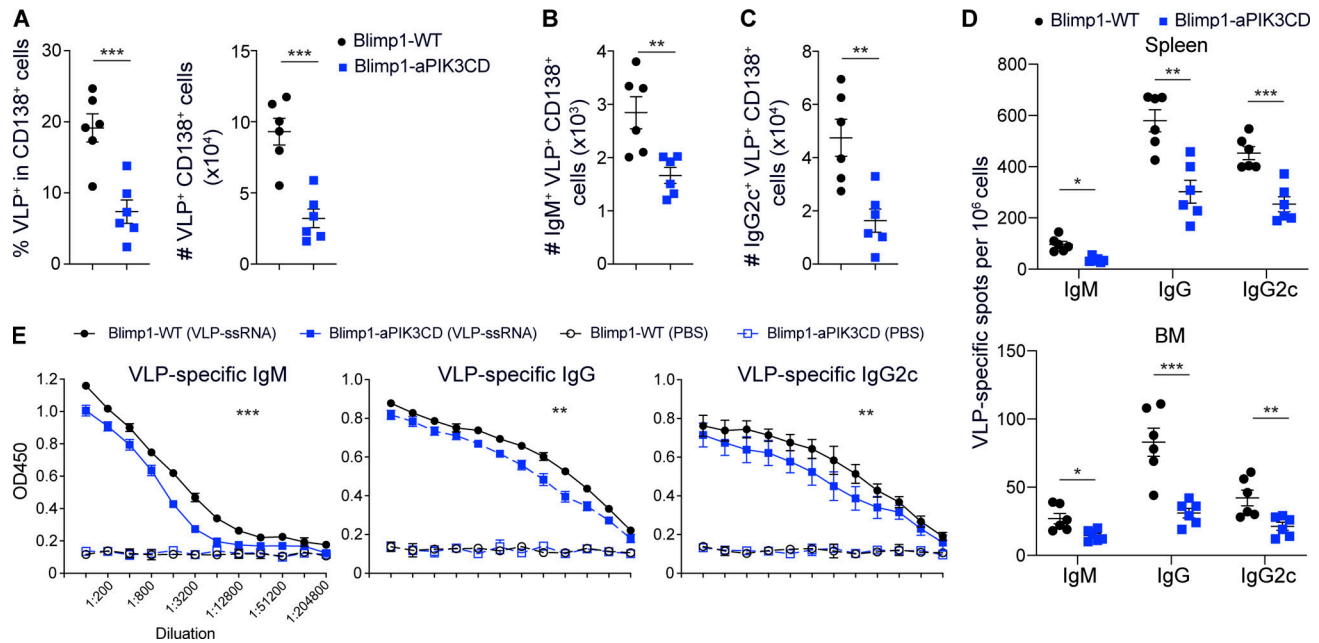 A
% VLP⁺ in CD138⁺ cells
30
20
10
0
***
# VLP⁺ CD138⁺ cells
(x10⁴)
15
10
5
0
***
Blimp1-WT
Blimp1-aPIK3CD
B
# IgM⁺ VLP⁺ CD138⁺
cells (x10³)
4
3
2
1
0
**
C
# IgG2c⁺ VLP⁺ CD138⁺
cells (x10⁴)
8
6
4
2
0
**
D
Blimp1-WT
Blimp1-aPIK3CD
VLP-specific spots per 10⁶ cells
Spleen
800
600
400
200
0
*
**
***
IgM
IgG
IgG2c
BM
150
100
50
0
*
***
**
IgM
IgG
IgG2c
E
Blimp1-WT (VLP-ssRNA)
Blimp1-aPIK3CD (VLP-ssRNA)
Blimp1-WT (PBS)
Blimp1-aPIK3CD (PBS)
VLP-specific IgM
OD450
1.2
1.0
0.8
0.6
0.4
0.2
0
***
1:200
1:800
1:3200
1:12800
1:51200
1:204800
Diluation
VLP-specific IgG
1.0
0.8
0.6
0.4
0.2
0
**
VLP-specific IgG2c
1.0
0.8
0.6
0.4
0.2
0
**